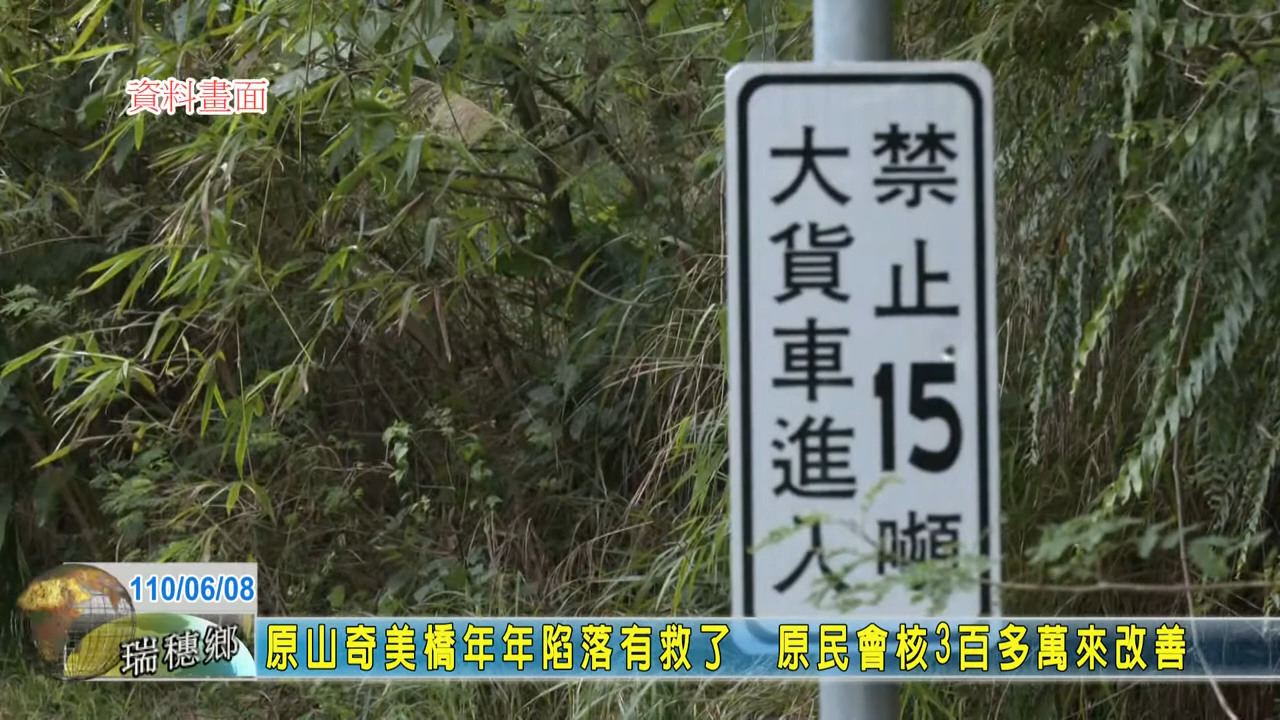 資料畫面
禁止15噸
大貨車進入
110/06/08
瑞穗鄉
原山奇美橋年年陷落有救了 原民會核3百多萬來改善